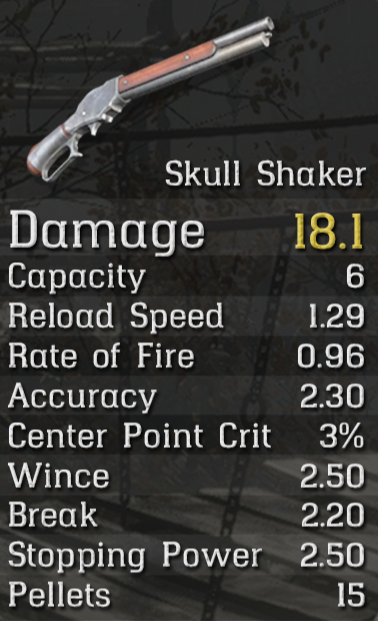 Skull Shaker
Damage 18.1
Capacity 6
Reload Speed 1.29
Rate of Fire 0.96
Accuracy 2.30
Center Point Crit 3%
Wince 2.50
Break 2.20
Stopping Power 2.50
Pellets 15